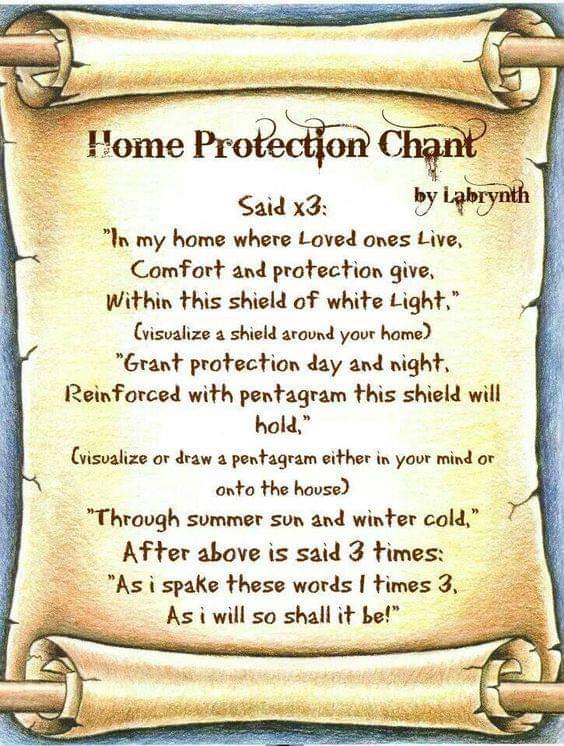 Home Protection Chant
by Labrynth
Said x3:
"In my home where Loved ones Live,
Comfort and protection give,
Within this shield of white Light,"
(visualize a shield around your home)
"Grant protection day and night,
Reinforced with pentagram this shield will
hold,"
(visualize or draw a pentagram either in your mind or
onto the house)
"Through summer sun and winter cold,"
After above is said 3 times:
"As i spake these words 1 times 3,
As i will so shall it be!"